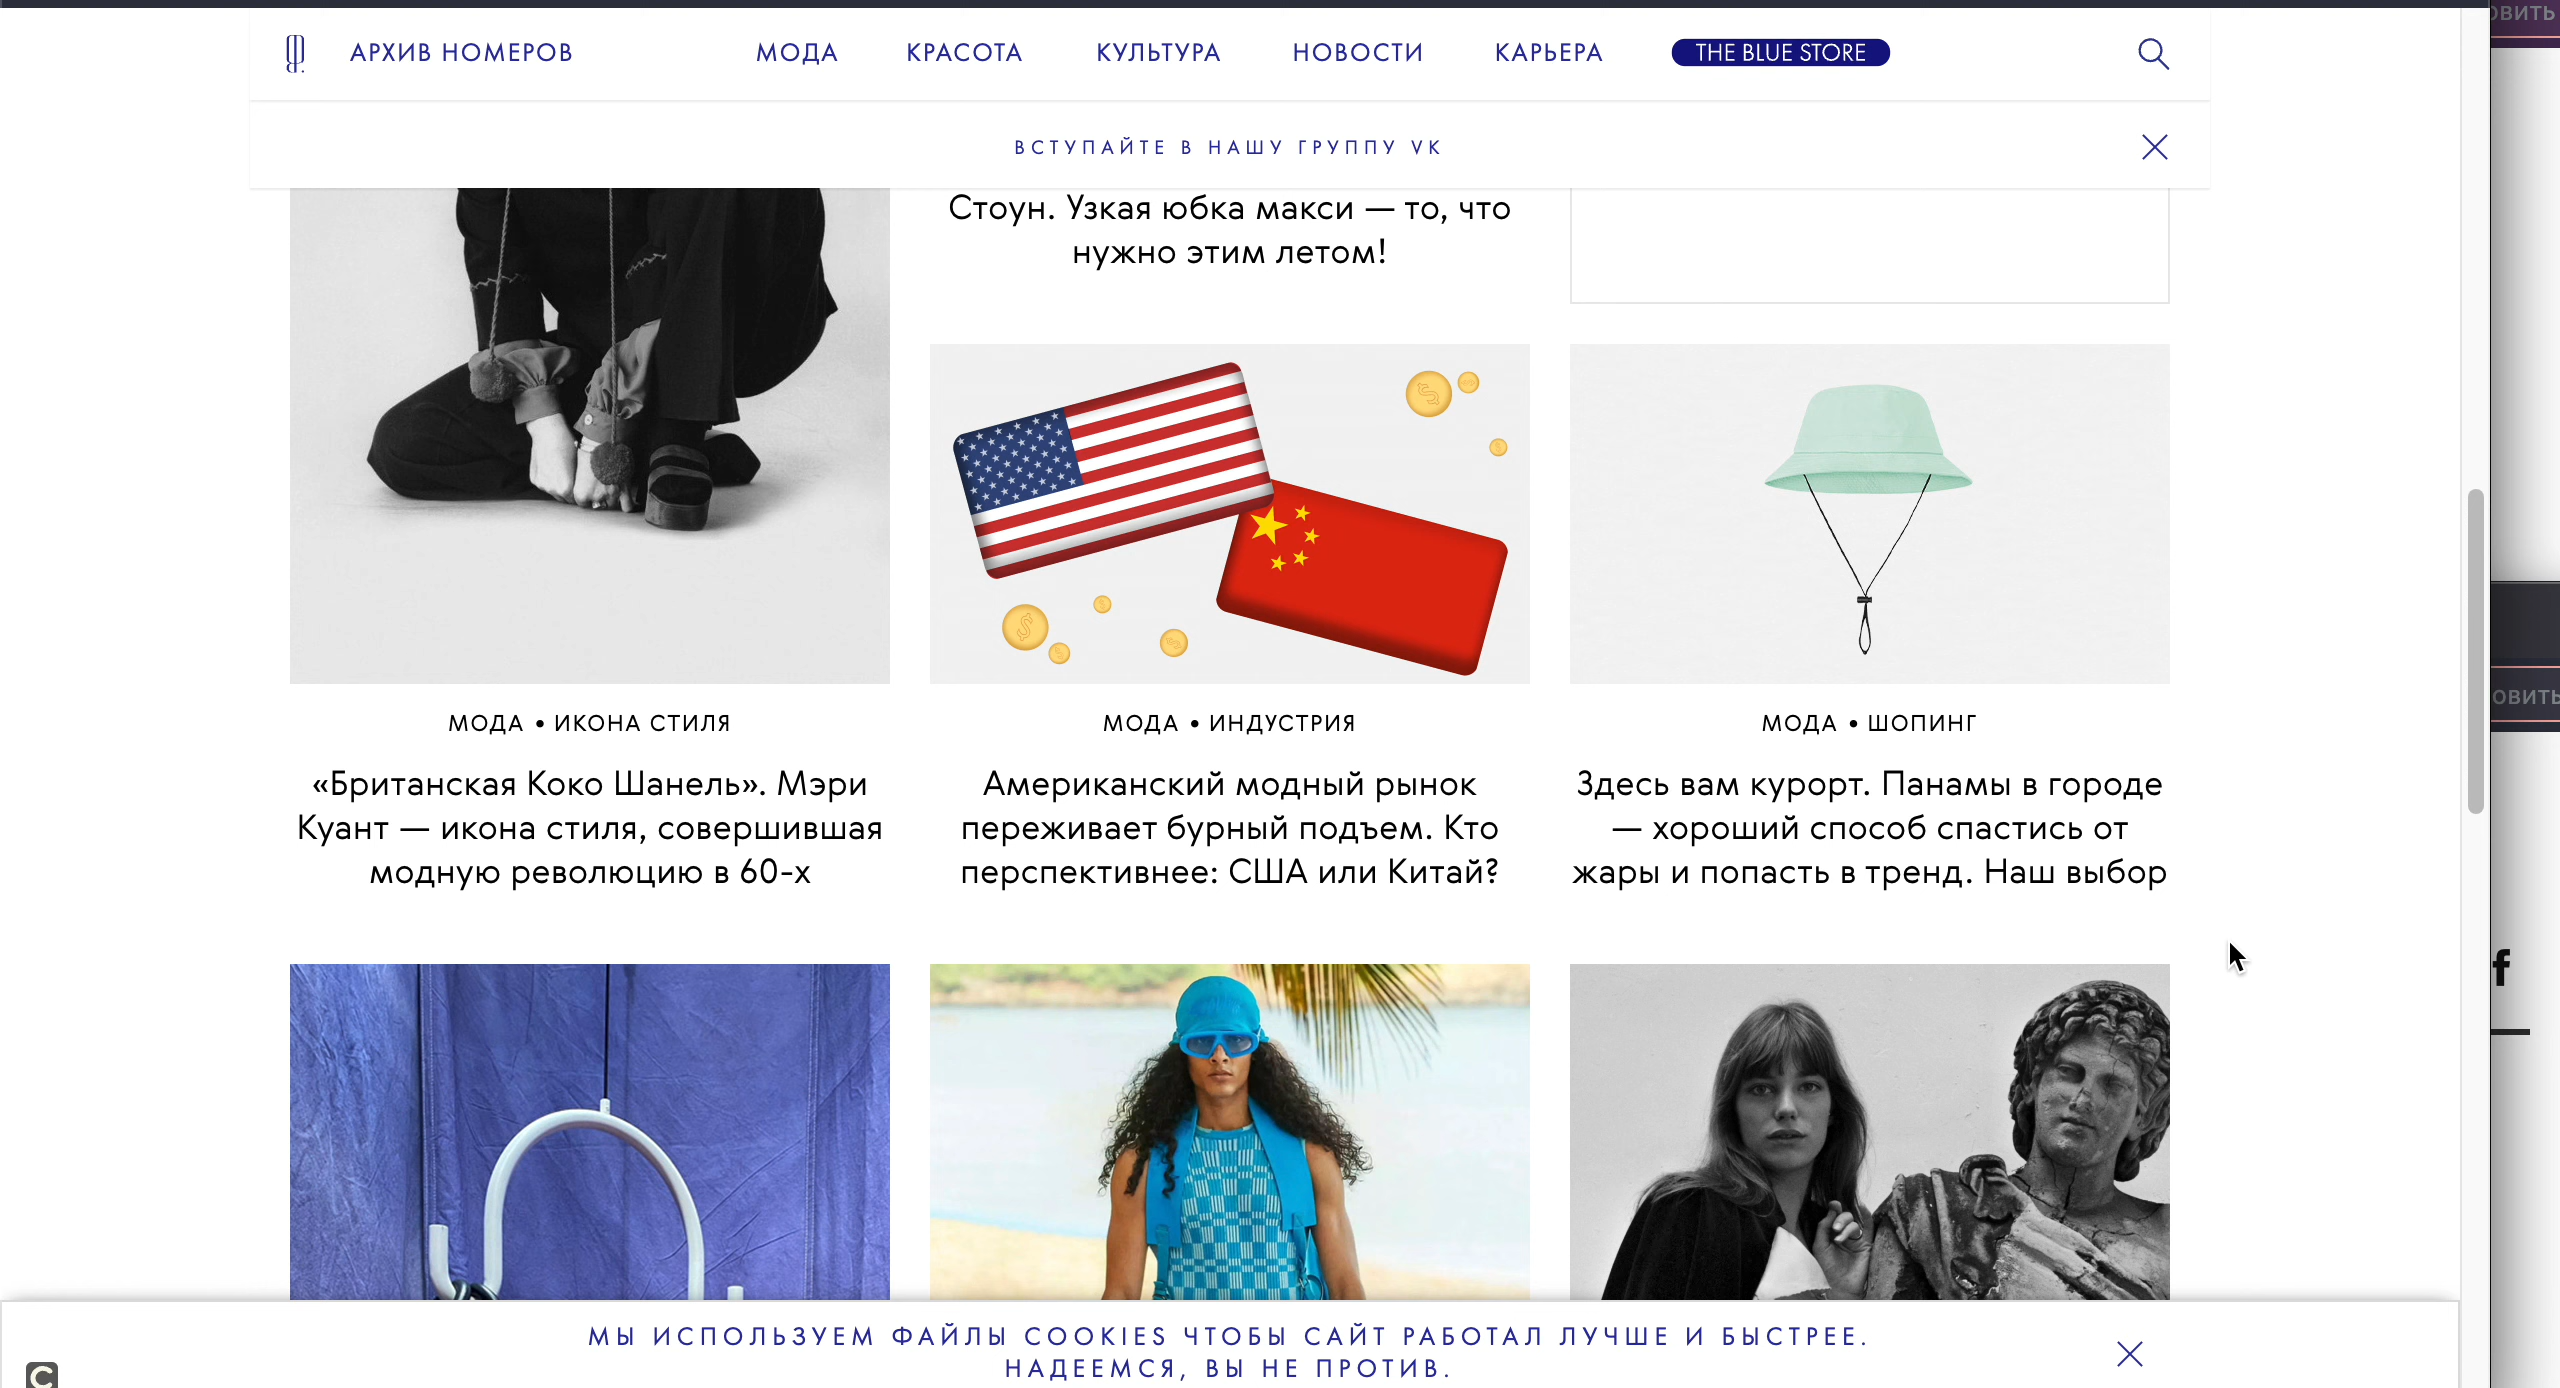 АРХИВ НОМЕРОВ
МОДА
КРАСОТА
КУЛЬТУРА
НОВОСТИ
КАРЬЕРА
THE BLUE STORE
ВСТУПАЙТЕ В НАШУ ГРУППУ VK
Стоун. Узкая юбка макси — то, что
нужно этим летом!
МОДА • ИКОНА СТИЛЯ
«Британская Коко Шанель». Мэри
Куант — икона стиля, совершившая
модную революцию в 60-х
МОДА • ИНДУСТРИЯ
Американский модный рынок
переживает бурный подъем. Кто
перспективнее: США или Китай?
МОДА • ШОПИНГ
Здесь вам курорт. Панамы в городе
— хороший способ спастись от
жары и попасть в тренд. Наш выбор
МЫ ИСПОЛЬЗУЕМ ФАЙЛЫ COOKIES ЧТОБЫ САЙТ РАБОТАЛ ЛУЧШЕ И БЫСТРЕЕ.
НАДЕЕМСЯ, ВЫ НЕ ПРОТИВ.